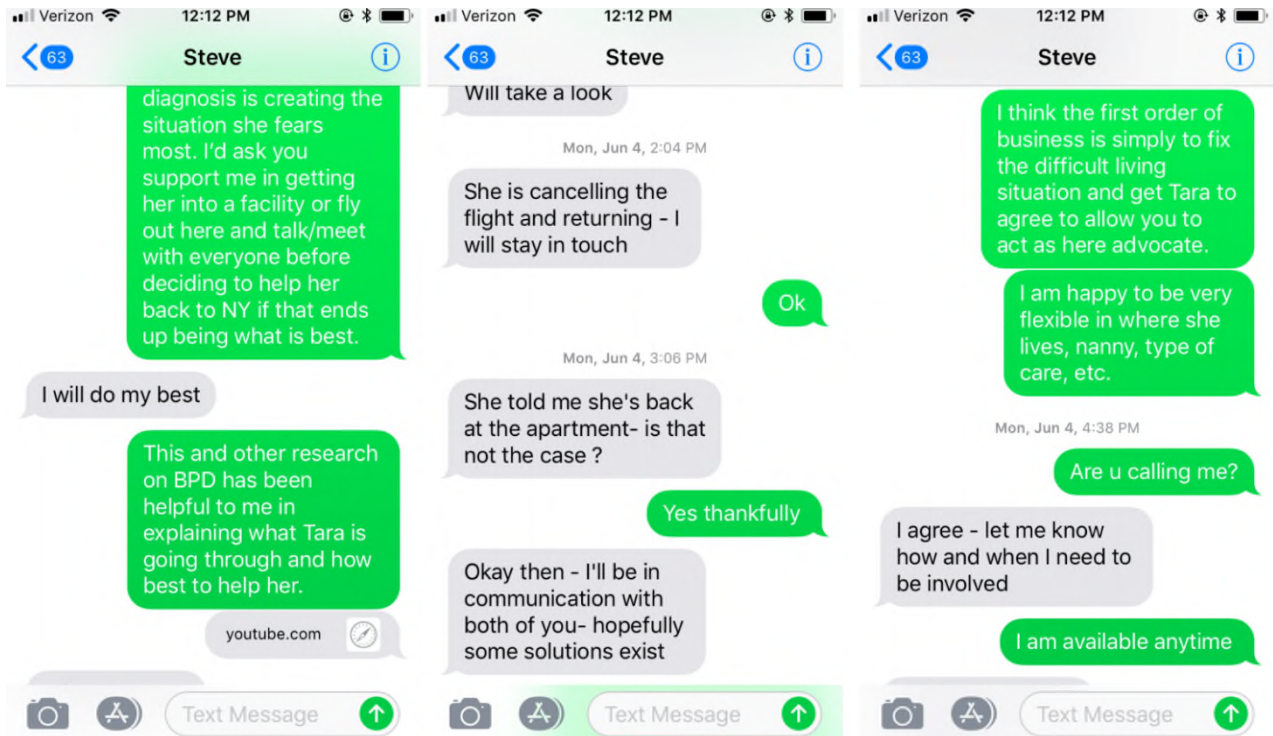 Verizon 12:12 PM
63 Steve
diagnosis is creating the
situation she fears
most. I'd ask you
support me in getting
her into a facility or fly
out here and talk/meet
with everyone before
deciding to help her
back to NY if that ends
up being what is best.
I will do my best
This and other research
on BPD has been
helpful to me in
explaining what Tara is
going through and how
best to help her.
youtube.com
Text Message
Verizon 12:12 PM
63 Steve
Will take a look
Mon, Jun 4, 2:04 PM
She is cancelling the
flight and returning - I
will stay in touch
Ok
Mon, Jun 4, 3:06 PM
She told me she's back
at the apartment- is that
not the case ?
Yes thankfully
Okay then - I'll be in
communication with
both of you- hopefully
some solutions exist
Text Message
Verizon 12:12 PM
63 Steve
I think the first order of
business is simply to fix
the difficult living
situation and get Tara to
agree to allow you to
act as here advocate.
I am happy to be very
flexible in where she
lives, nanny, type of
care, etc.
Mon, Jun 4, 4:38 PM
Are u calling me?
I agree - let me know
how and when I need to
be involved
I am available anytime
Text Message